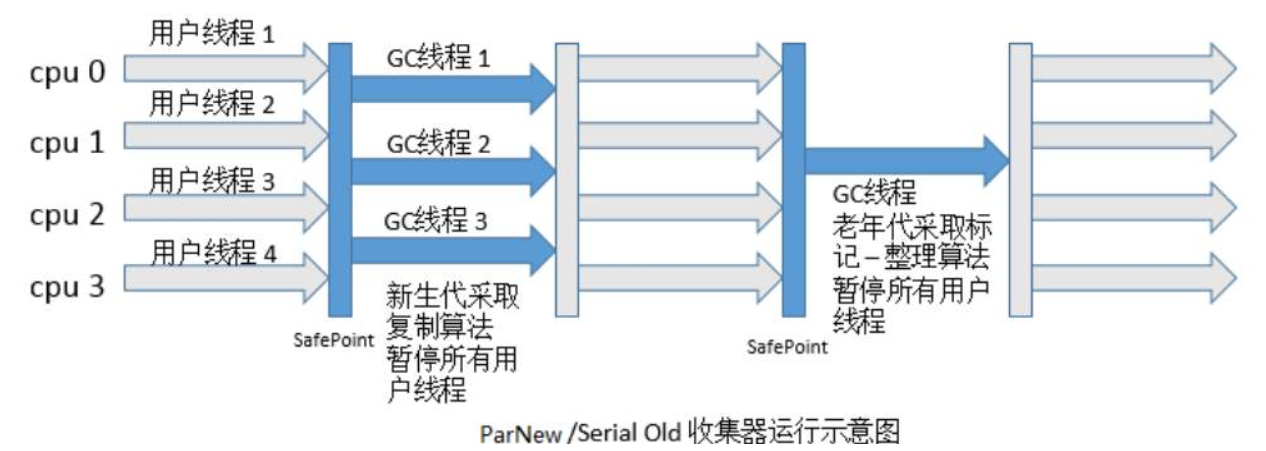 用户线程 1
cpu 0
GC线程 1
用户线程 2
cpu 1
GC线程 2
用户线程 3
cpu 2
GC线程 3
用户线程 4
cpu 3
新生代采取
复制算法
暂停所有用
户线程
SafePoint
GC线程
老年代采取标
记 – 整理算法
暂停所有用户
线程
SafePoint
ParNew /Serial Old 收集器运行示意图